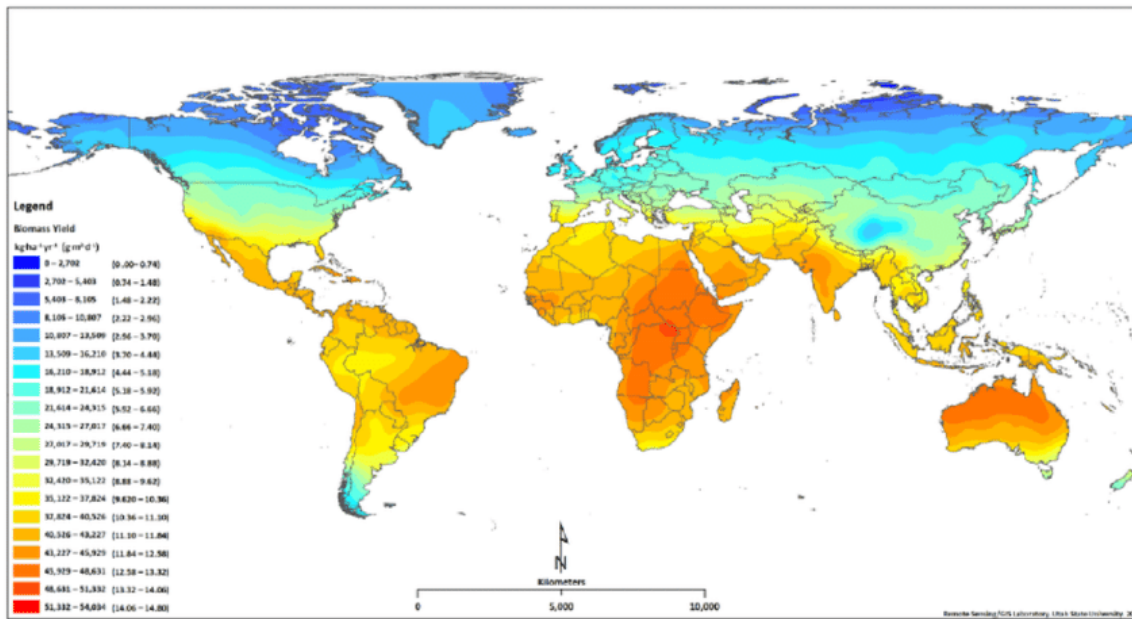 Legend
Biomass Yield
kg·ha⁻¹·yr⁻¹ (g·m²·d⁻¹)
0 – 2,702 (0.00–0.74)
2,702 – 5,403 (0.74 – 1.48)
5,403 – 8,105 (1.48 – 2.22)
8,105 – 10,807 (2.22 – 2.96)
10,807 – 13,509 (2.96 – 3.70)
13,509 – 16,210 (3.70 – 4.44)
16,210 – 18,912 (4.44 – 5.18)
18,912 – 21,614 (5.18 – 5.92)
21,614 – 24,315 (5.92 – 6.66)
24,315 – 27,017 (6.66 – 7.40)
27,017 – 29,719 (7.40 – 8.14)
29,719 – 32,420 (8.14 – 8.88)
32,420 – 35,122 (8.88 – 9.62)
35,122 – 37,824 (9.620 – 10.36)
37,824 – 40,526 (10.36 – 11.10)
40,526 – 43,227 (11.10 – 11.84)
43,227 – 45,929 (11.84 – 12.58)
45,929 – 48,631 (12.58 – 13.32)
48,631 – 51,332 (13.32 – 14.06)
51,332 – 54,034 (14.06 – 14.80)
N
Kilometers
0 5,000 10,000
Remote Sensing/GIS Laboratory, Utah State University